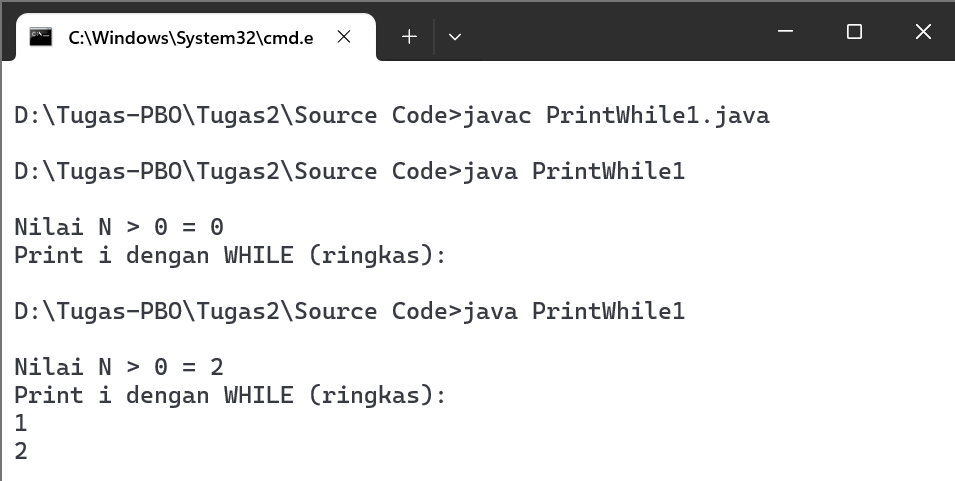 C:\Windows\System32\cmd.e
D:\Tugas-PBO\Tugas2\Source Code>javac PrintWhile1.java
D:\Tugas-PBO\Tugas2\Source Code>java PrintWhile1
Nilai N > 0 = 0
Print i dengan WHILE (ringkas):
D:\Tugas-PBO\Tugas2\Source Code>java PrintWhile1
Nilai N > 0 = 2
Print i dengan WHILE (ringkas):
1
2